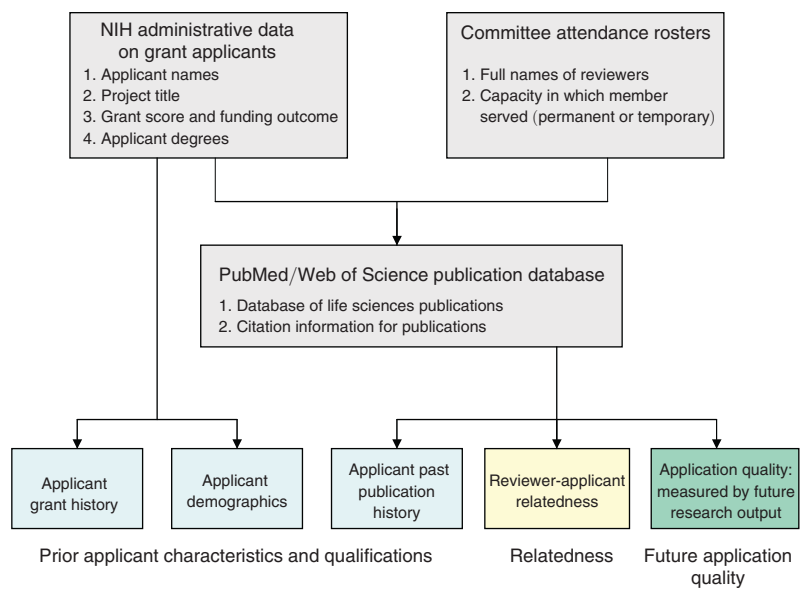 NIH administrative data
on grant applicants
1. Applicant names
2. Project title
3. Grant score and funding outcome
4. Applicant degrees
Committee attendance rosters
1. Full names of reviewers
2. Capacity in which member
served (permanent or temporary)
PubMed/Web of Science publication database
1. Database of life sciences publications
2. Citation information for publications
Applicant
grant history
Applicant
demographics
Applicant past
publication
history
Reviewer-applicant
relatedness
Application quality:
measured by future
research output
Prior applicant characteristics and qualifications
Relatedness
Future application
quality